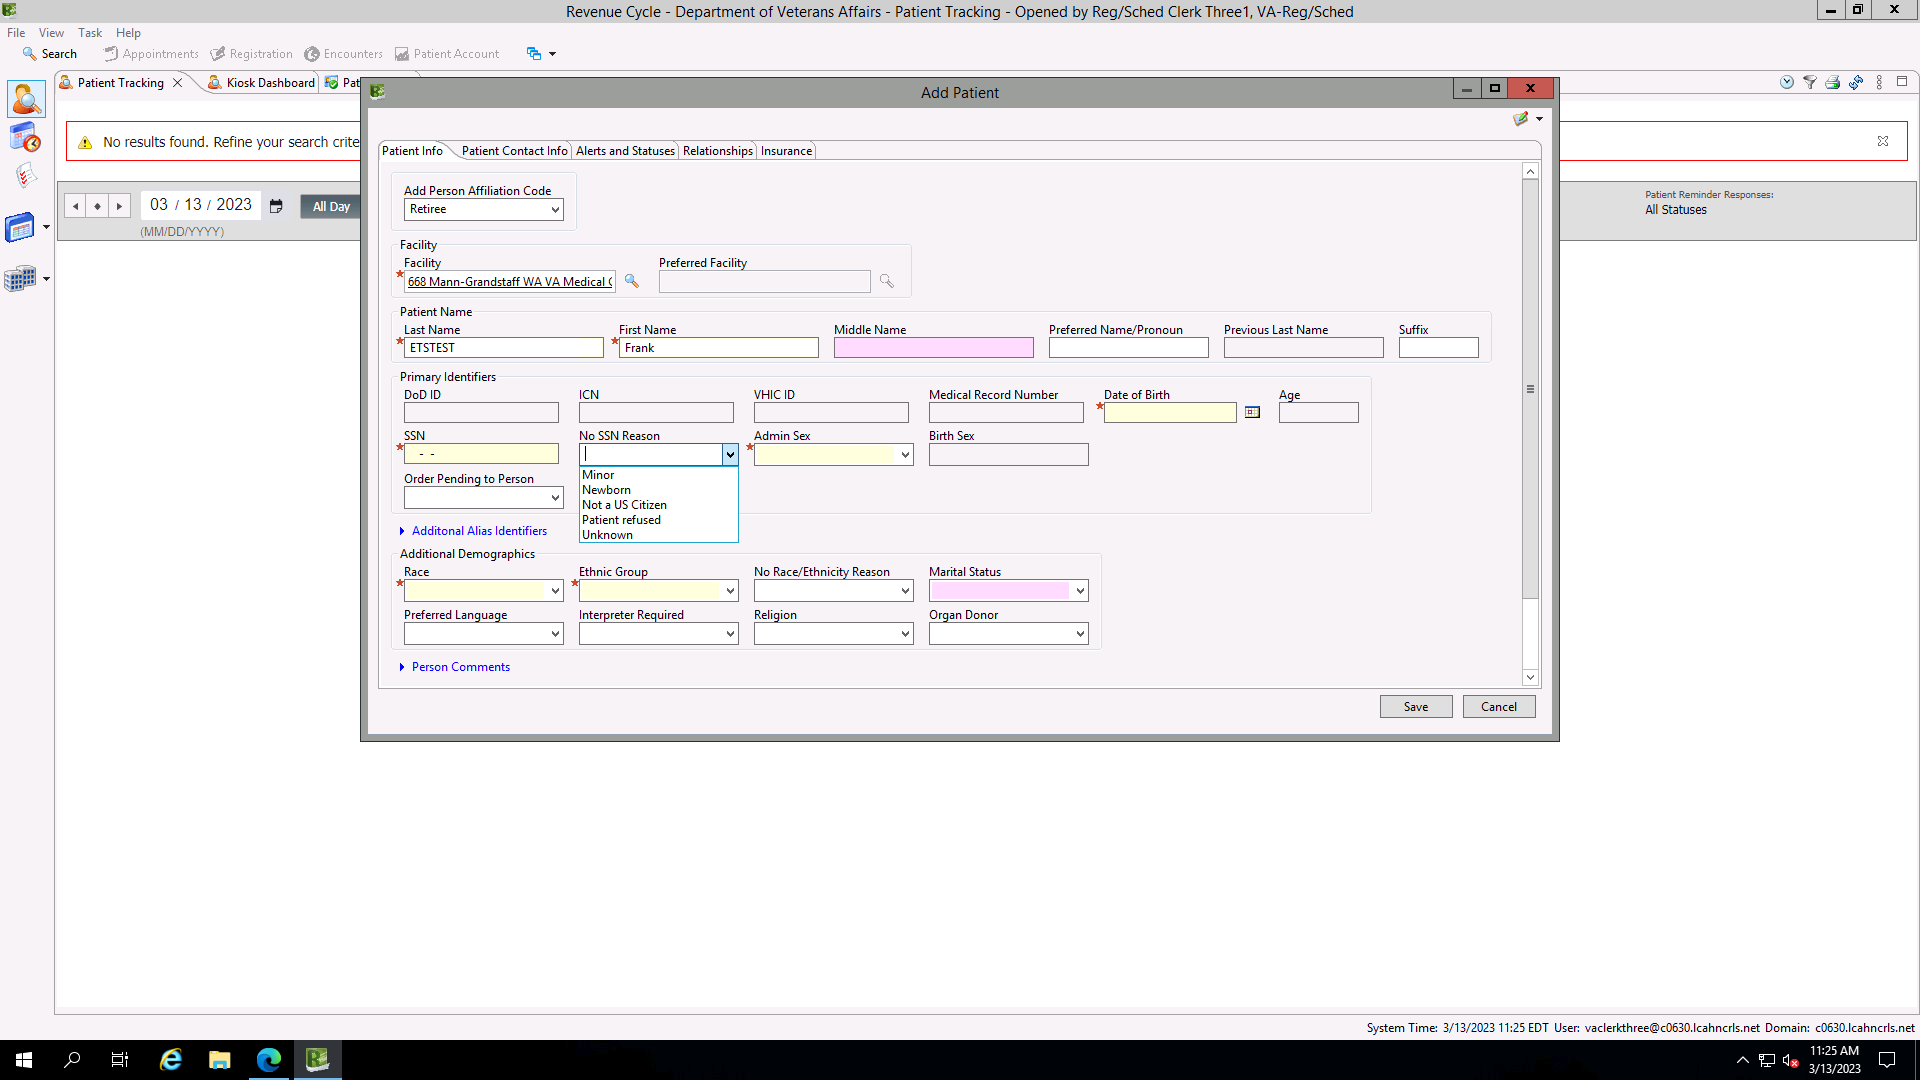 Revenue Cycle - Department of Veterans Affairs - Patient Tracking - Opened by Reg/Sched Clerk Three1, VA-Reg/Sched
File View Task Help
Search Appointments Registration Encounters Patient Account
Patient Tracking Kiosk Dashboard Pat
Add Patient
No results found. Refine your search crite
03 / 13 / 2023 All Day
(MM/DD/YYYY)
Patient Reminder Responses:
All Statuses
Patient Info Patient Contact Info Alerts and Statuses Relationships Insurance
Add Person Affiliation Code
Retiree
Facility
Facility Preferred Facility
668 Mann-Grandstaff WA VA Medical C
Patient Name
Last Name First Name Middle Name Preferred Name/Pronoun Previous Last Name Suffix
ETSTEST Frank
Primary Identifiers
DoD ID ICN VHIC ID Medical Record Number Date of Birth Age
SSN No SSN Reason Admin Sex Birth Sex
- -
Minor
Newborn
Not a US Citizen
Patient refused
Unknown
Order Pending to Person
Additonal Alias Identifiers
Additional Demographics
Race Ethnic Group No Race/Ethnicity Reason Marital Status
Preferred Language Interpreter Required Religion Organ Donor
Person Comments
Save Cancel
System Time: 3/13/2023 11:25 EDT User: vaclerkthree@c0630.lcahncrls.net Domain: c0630.lcahncrls.net
11:25 AM
3/13/2023